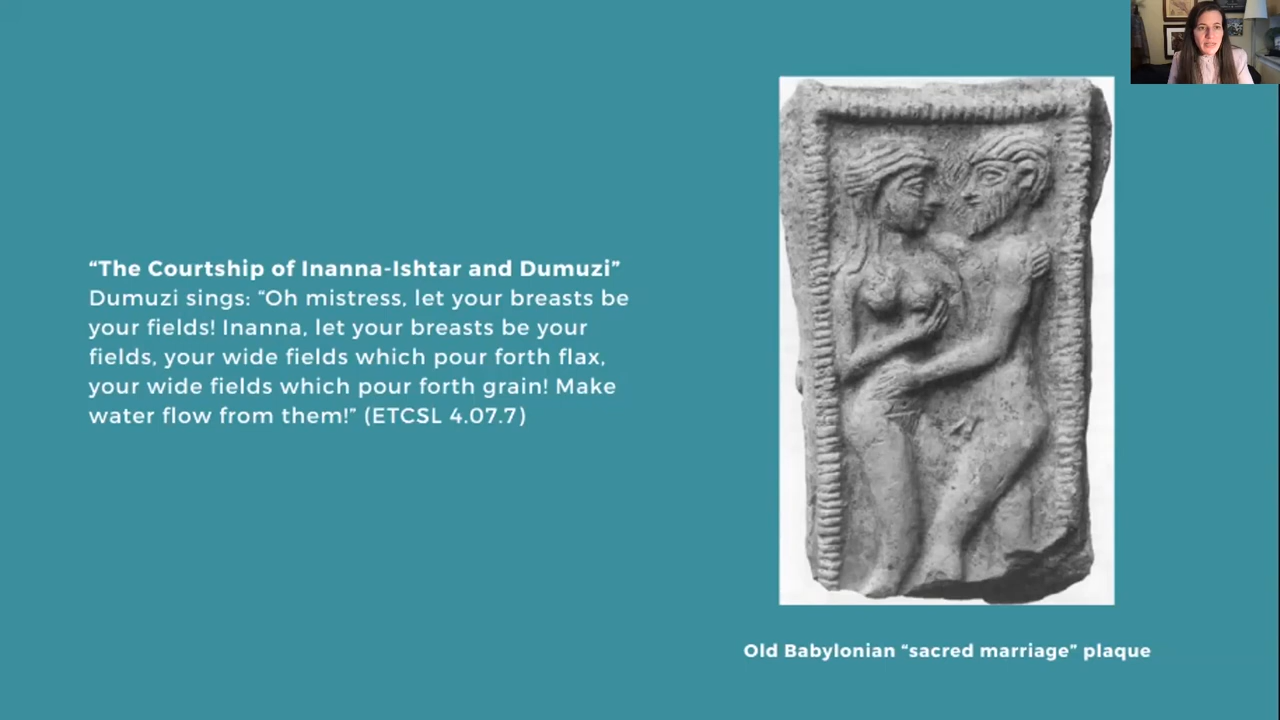 “The Courtship of Inanna-Ishtar and Dumuzi”
Dumuzi sings: “Oh mistress, let your breasts be
your fields! Inanna, let your breasts be your
fields, your wide fields which pour forth flax,
your wide fields which pour forth grain! Make
water flow from them!” (ETCSL 4.07.7)
Old Babylonian “sacred marriage” plaque